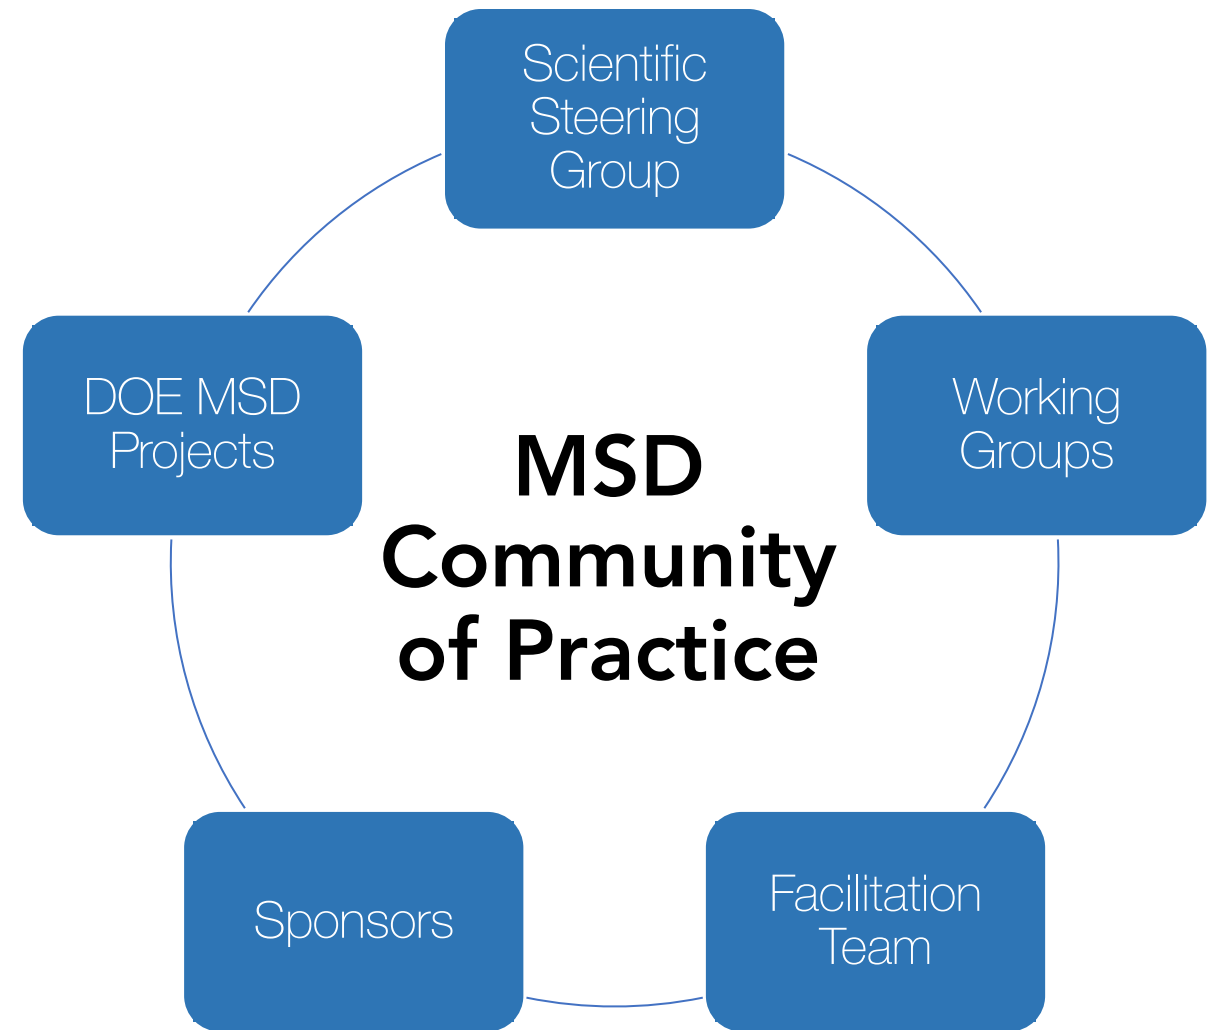 Scientific
Steering
Group
DOE MSD
Projects
Working
Groups
MSD
Community
of Practice
Sponsors
Facilitation
Team